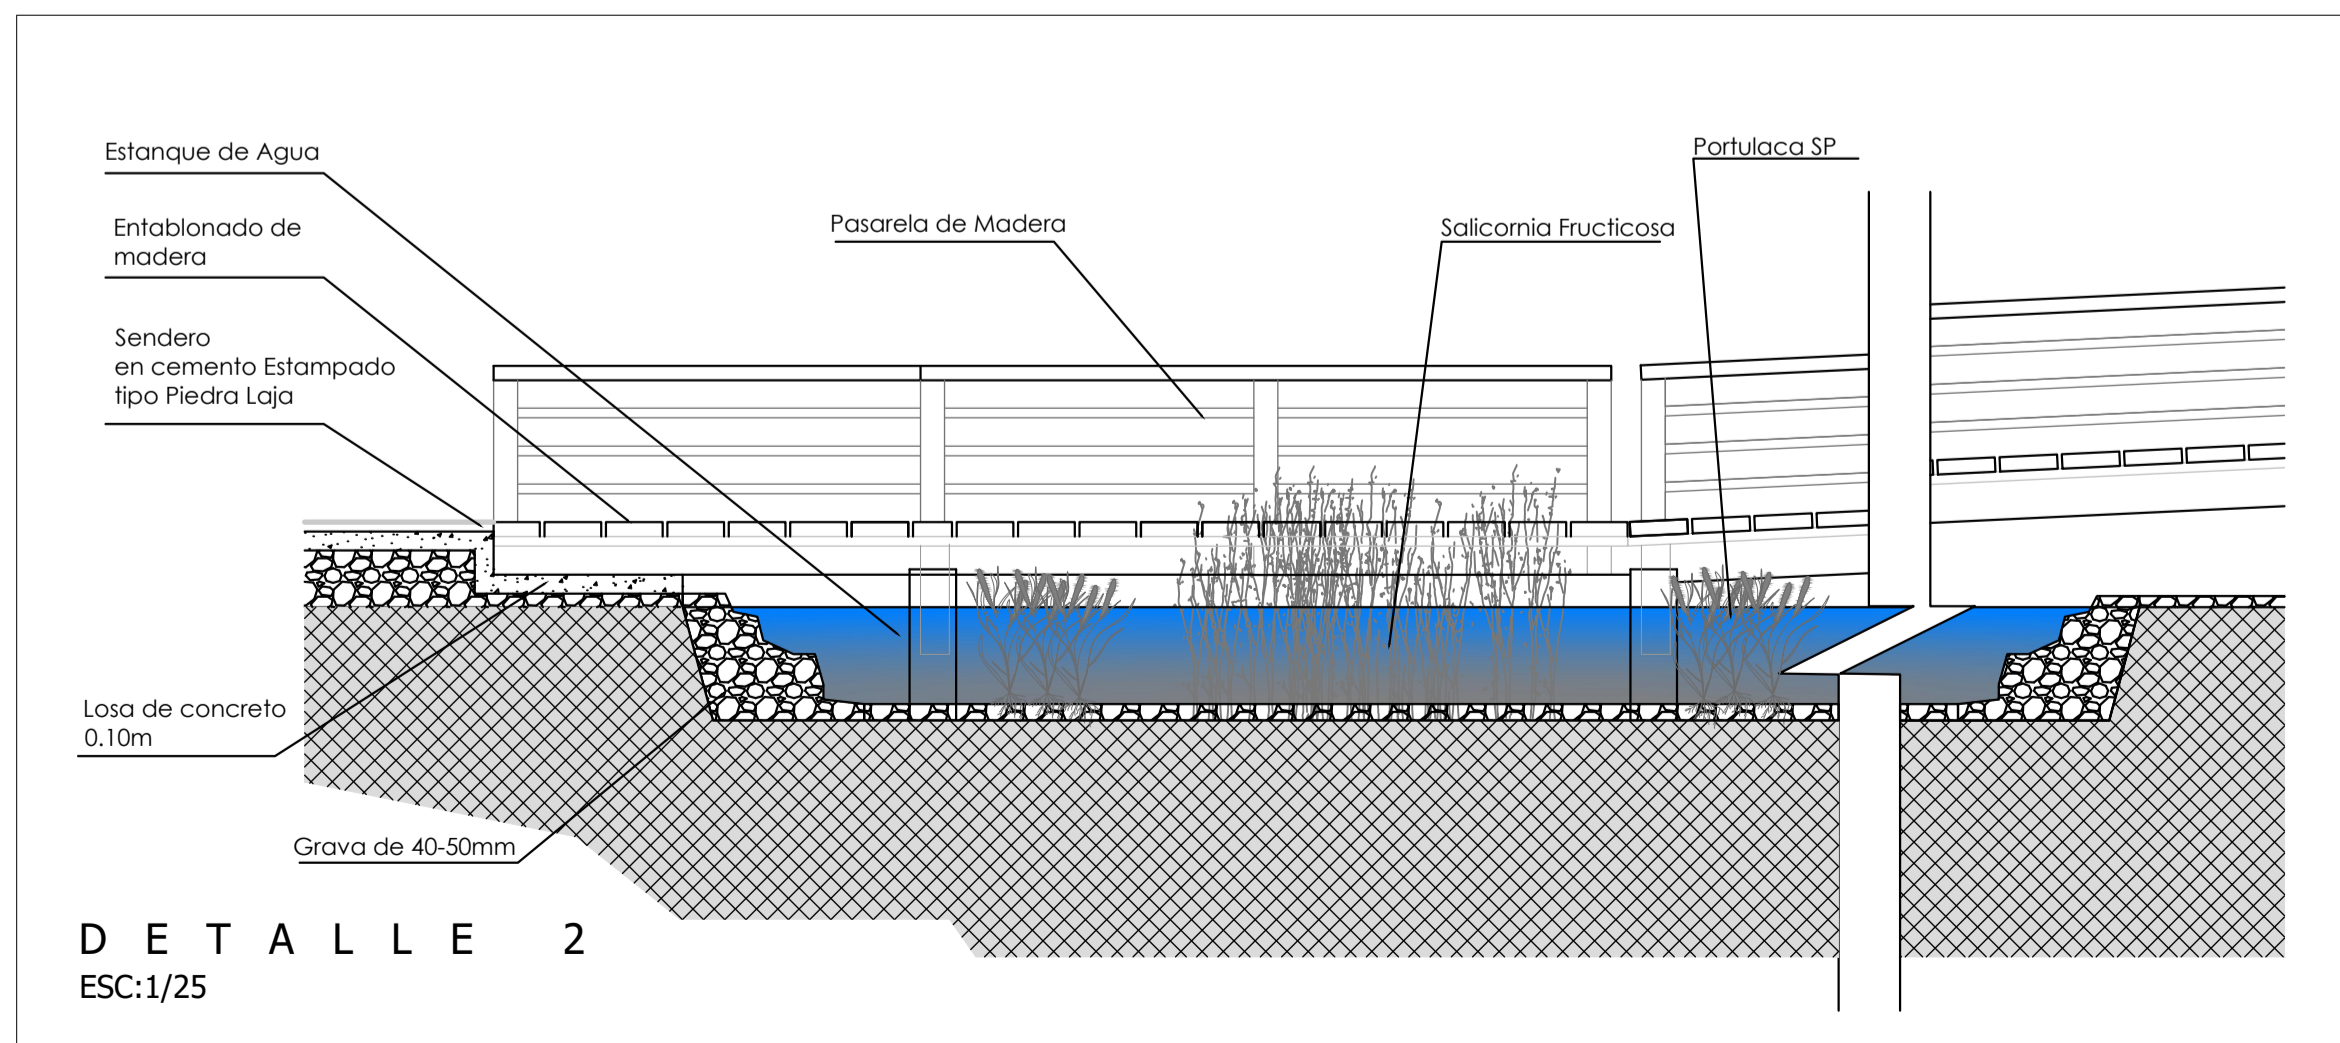 Estanque de Agua
Entablonado de
madera
Sendero
en cemento Estampado
tipo Piedra Laja
Pasarela de Madera
Salicornia Fructicosa
Portulaca SP
Losa de concreto
0.10m
Grava de 40-50mm
DETALLE 2
ESC:1/25